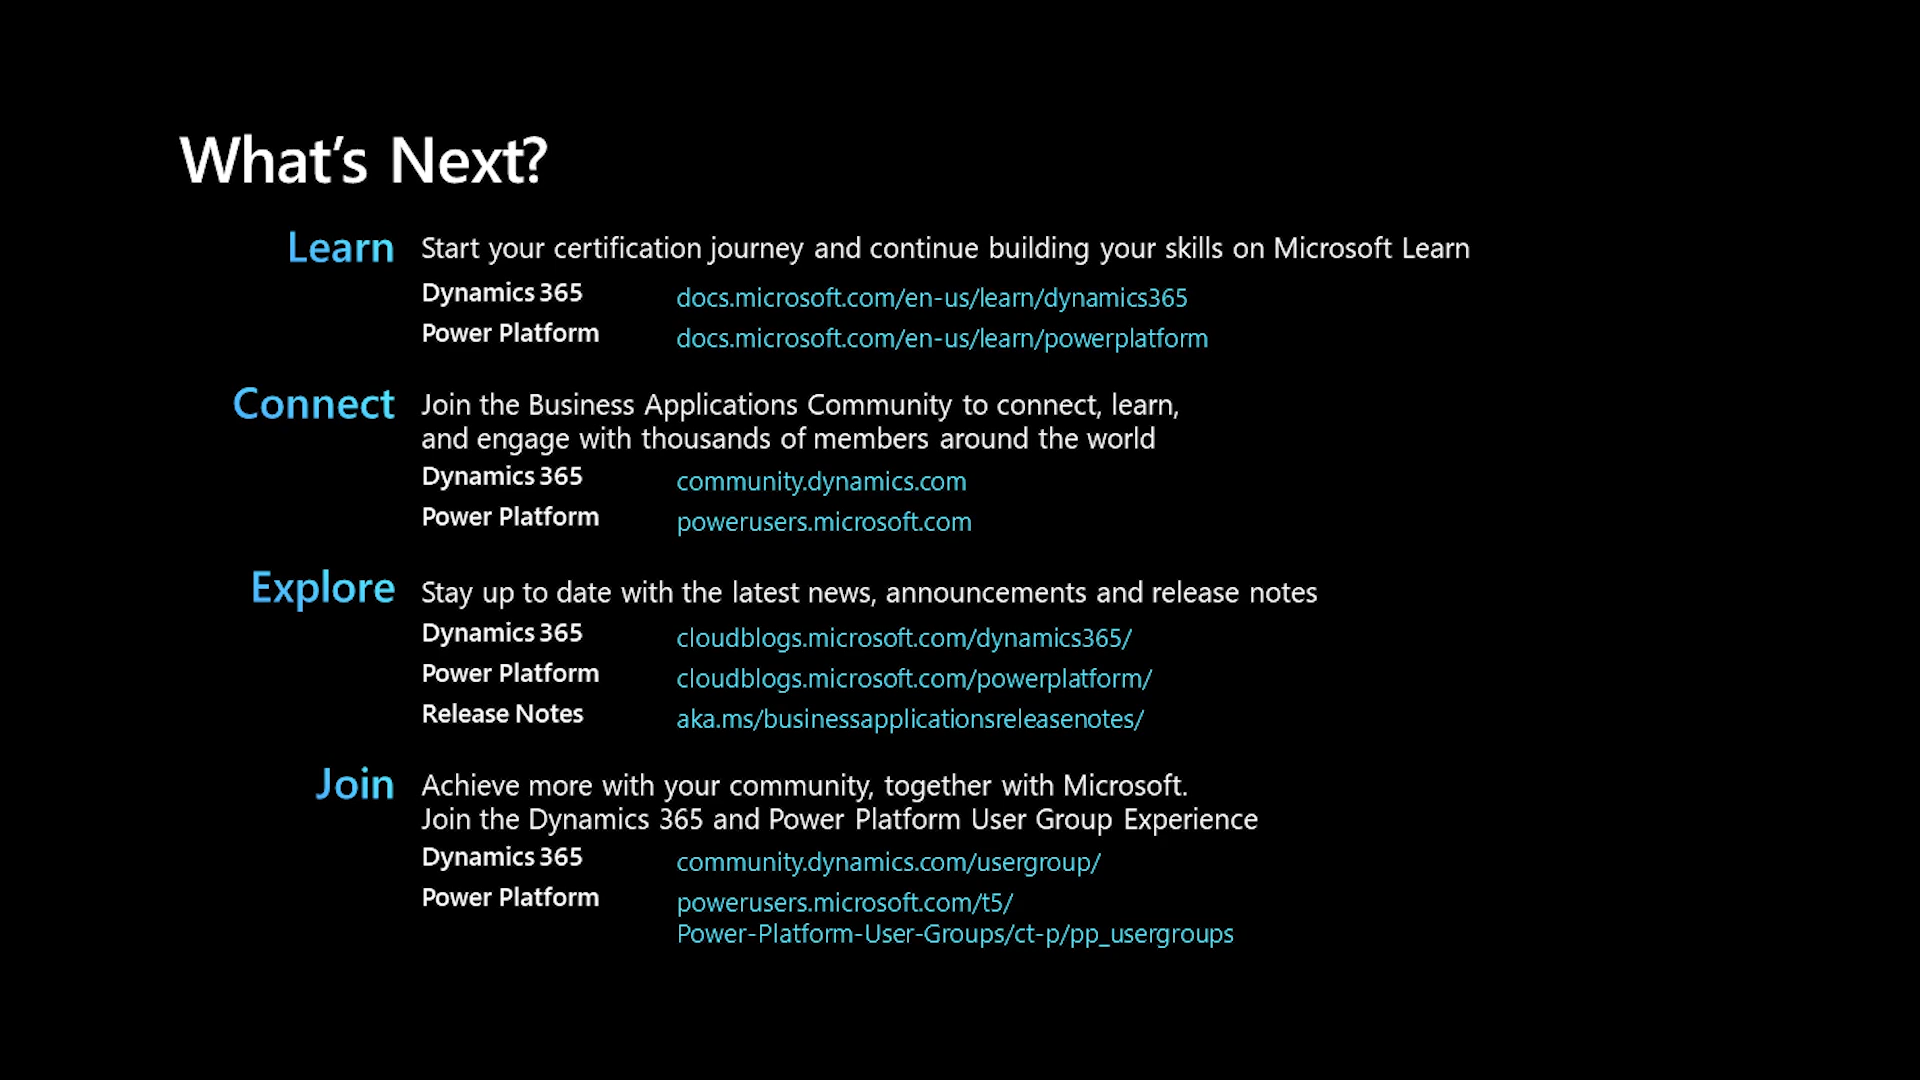 What's Next?
Learn Start your certification journey and continue building your skills on Microsoft Learn
Dynamics 365 docs.microsoft.com/en-us/learn/dynamics365
Power Platform docs.microsoft.com/en-us/learn/powerplatform
Connect Join the Business Applications Community to connect, learn,
and engage with thousands of members around the world
Dynamics 365 community.dynamics.com
Power Platform powerusers.microsoft.com
Explore Stay up to date with the latest news, announcements and release notes
Dynamics 365 cloudblogs.microsoft.com/dynamics365/
Power Platform cloudblogs.microsoft.com/powerplatform/
Release Notes aka.ms/businessapplicationsreleasenotes/
Join Achieve more with your community, together with Microsoft.
Join the Dynamics 365 and Power Platform User Group Experience
Dynamics 365 community.dynamics.com/usergroup/
Power Platform powerusers.microsoft.com/t5/
Power-Platform-User-Groups/ct-p/pp_usergroups